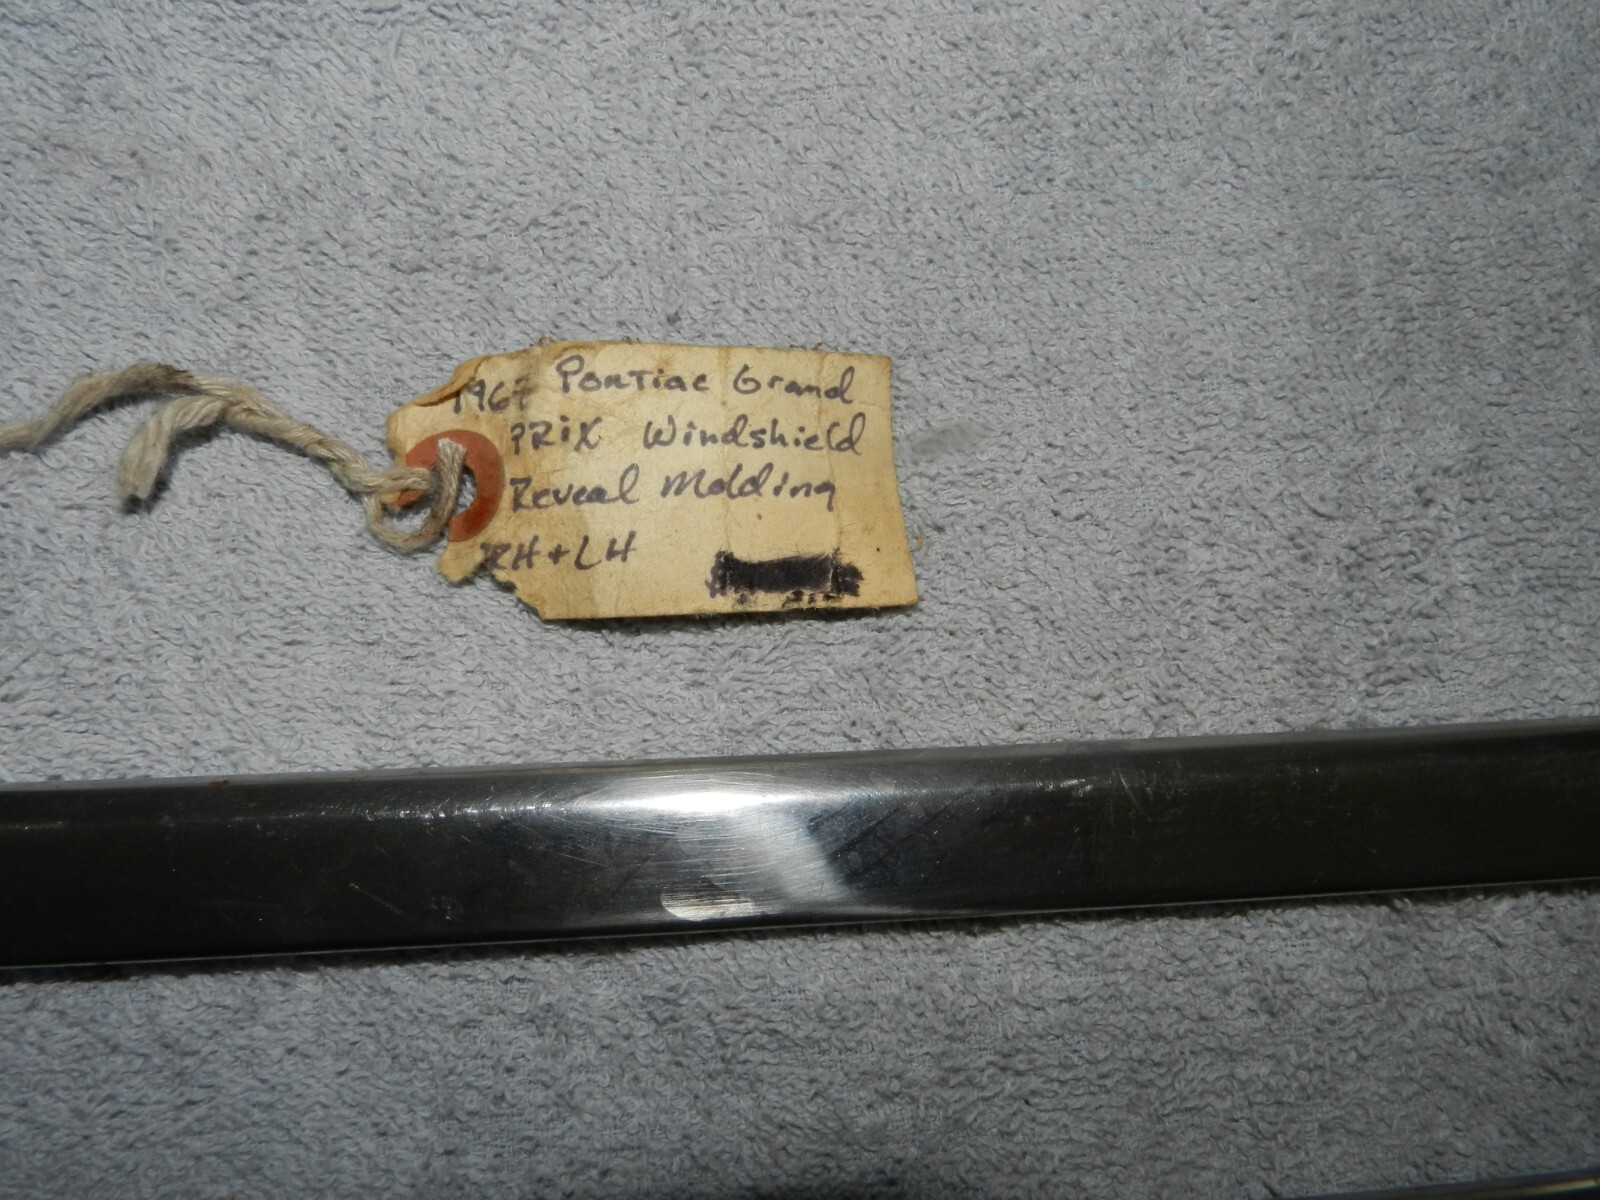 1967 Pontiac Grand
PRiX Windshield
Reveal Molding
RH + LH